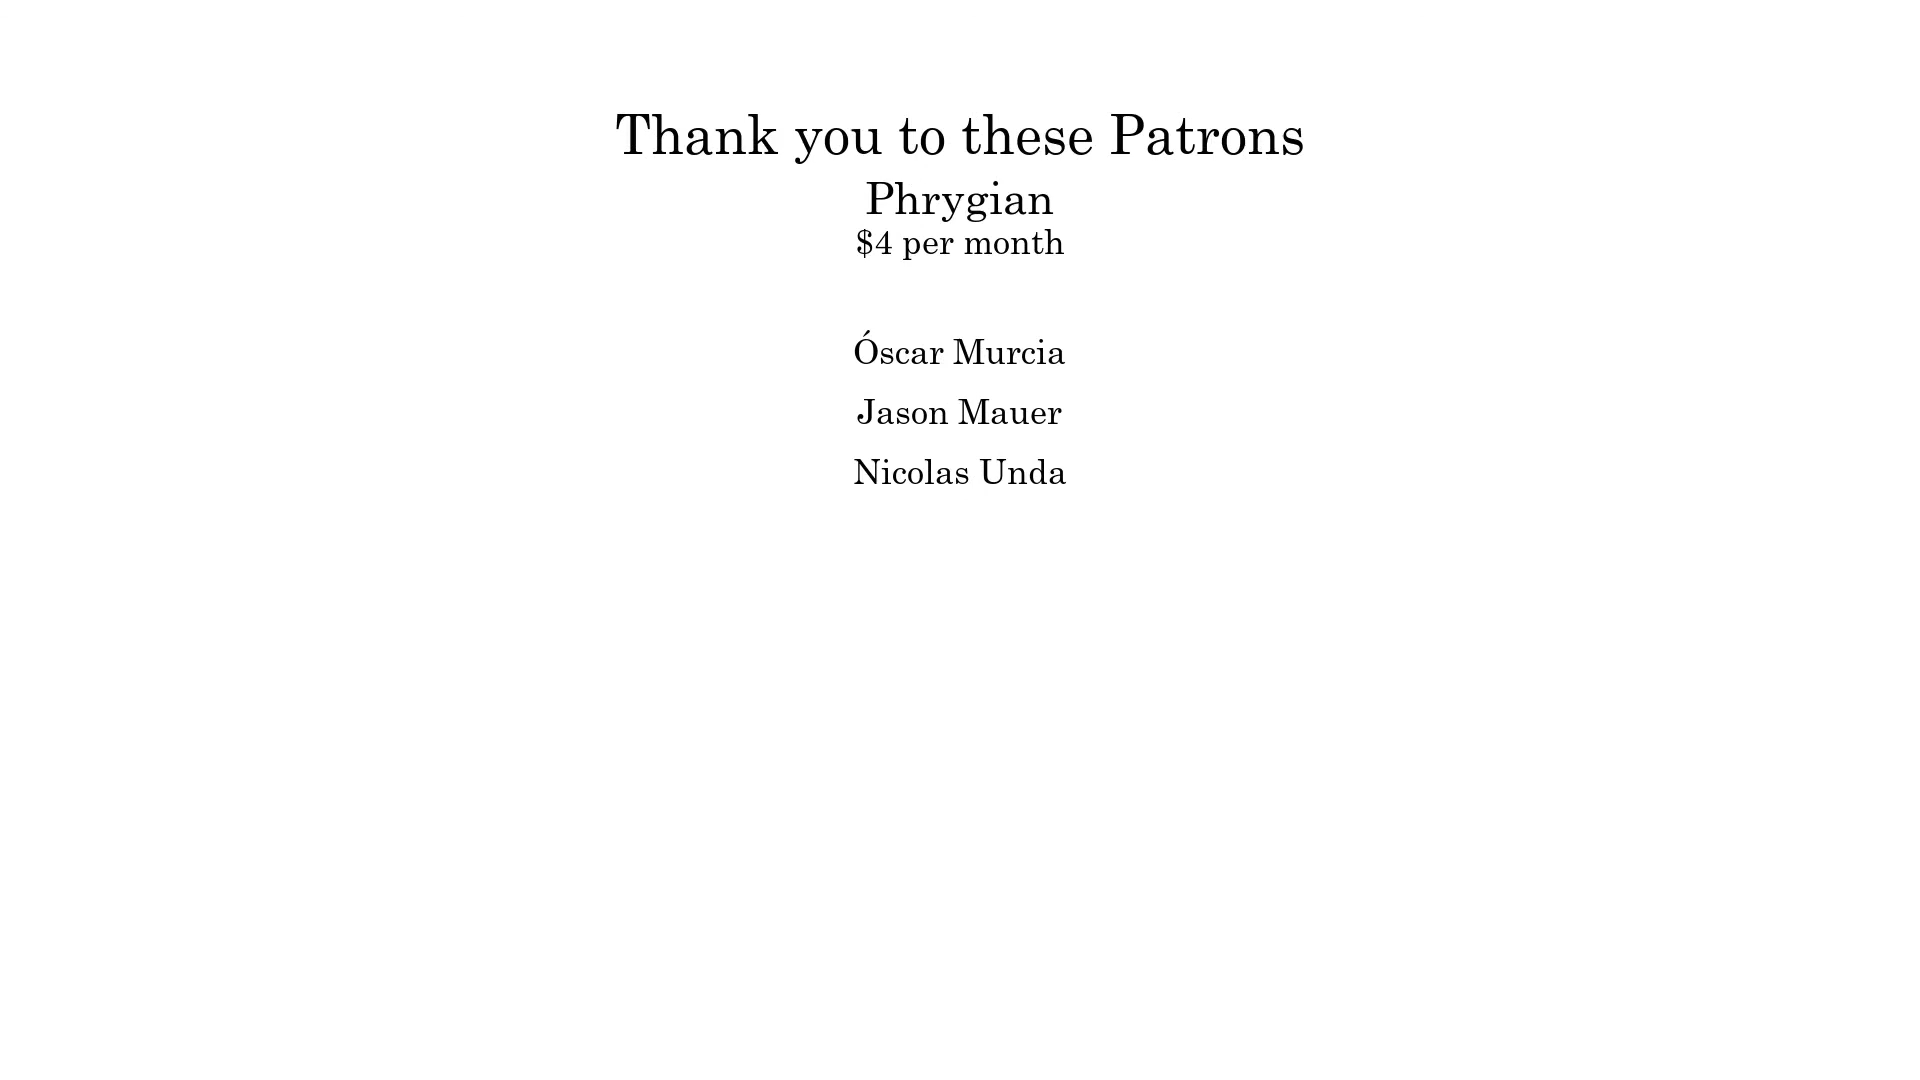 Thank you to these Patrons
Phrygian
$4 per month
Óscar Murcia
Jason Mauer
Nicolas Unda